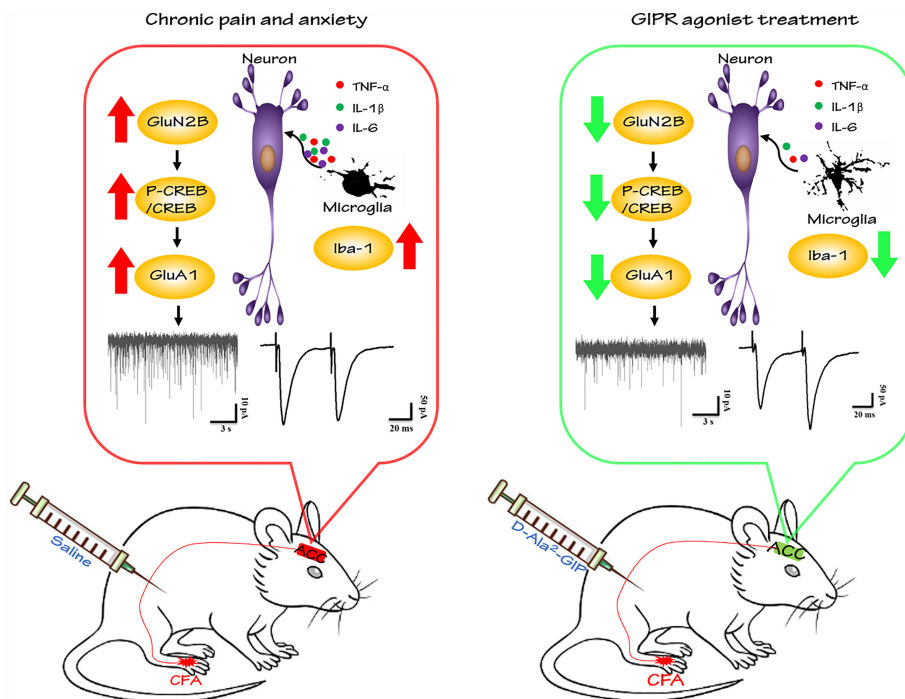 Chronic pain and anxiety
Neuron
TNF-α
IL-1β
IL-6
GluN2B
P-CREB
/CREB
GluA1
Microglia
Iba-1
10 pA
3 s
50 pA
20 ms
Saline
ACC
CFA
GIPR agonist treatment
Neuron
TNF-α
IL-1β
IL-6
GluN2B
P-CREB
/CREB
GluA1
Microglia
Iba-1
10 pA
3 s
50 pA
20 ms
D-Ala²-GIP
ACC
CFA